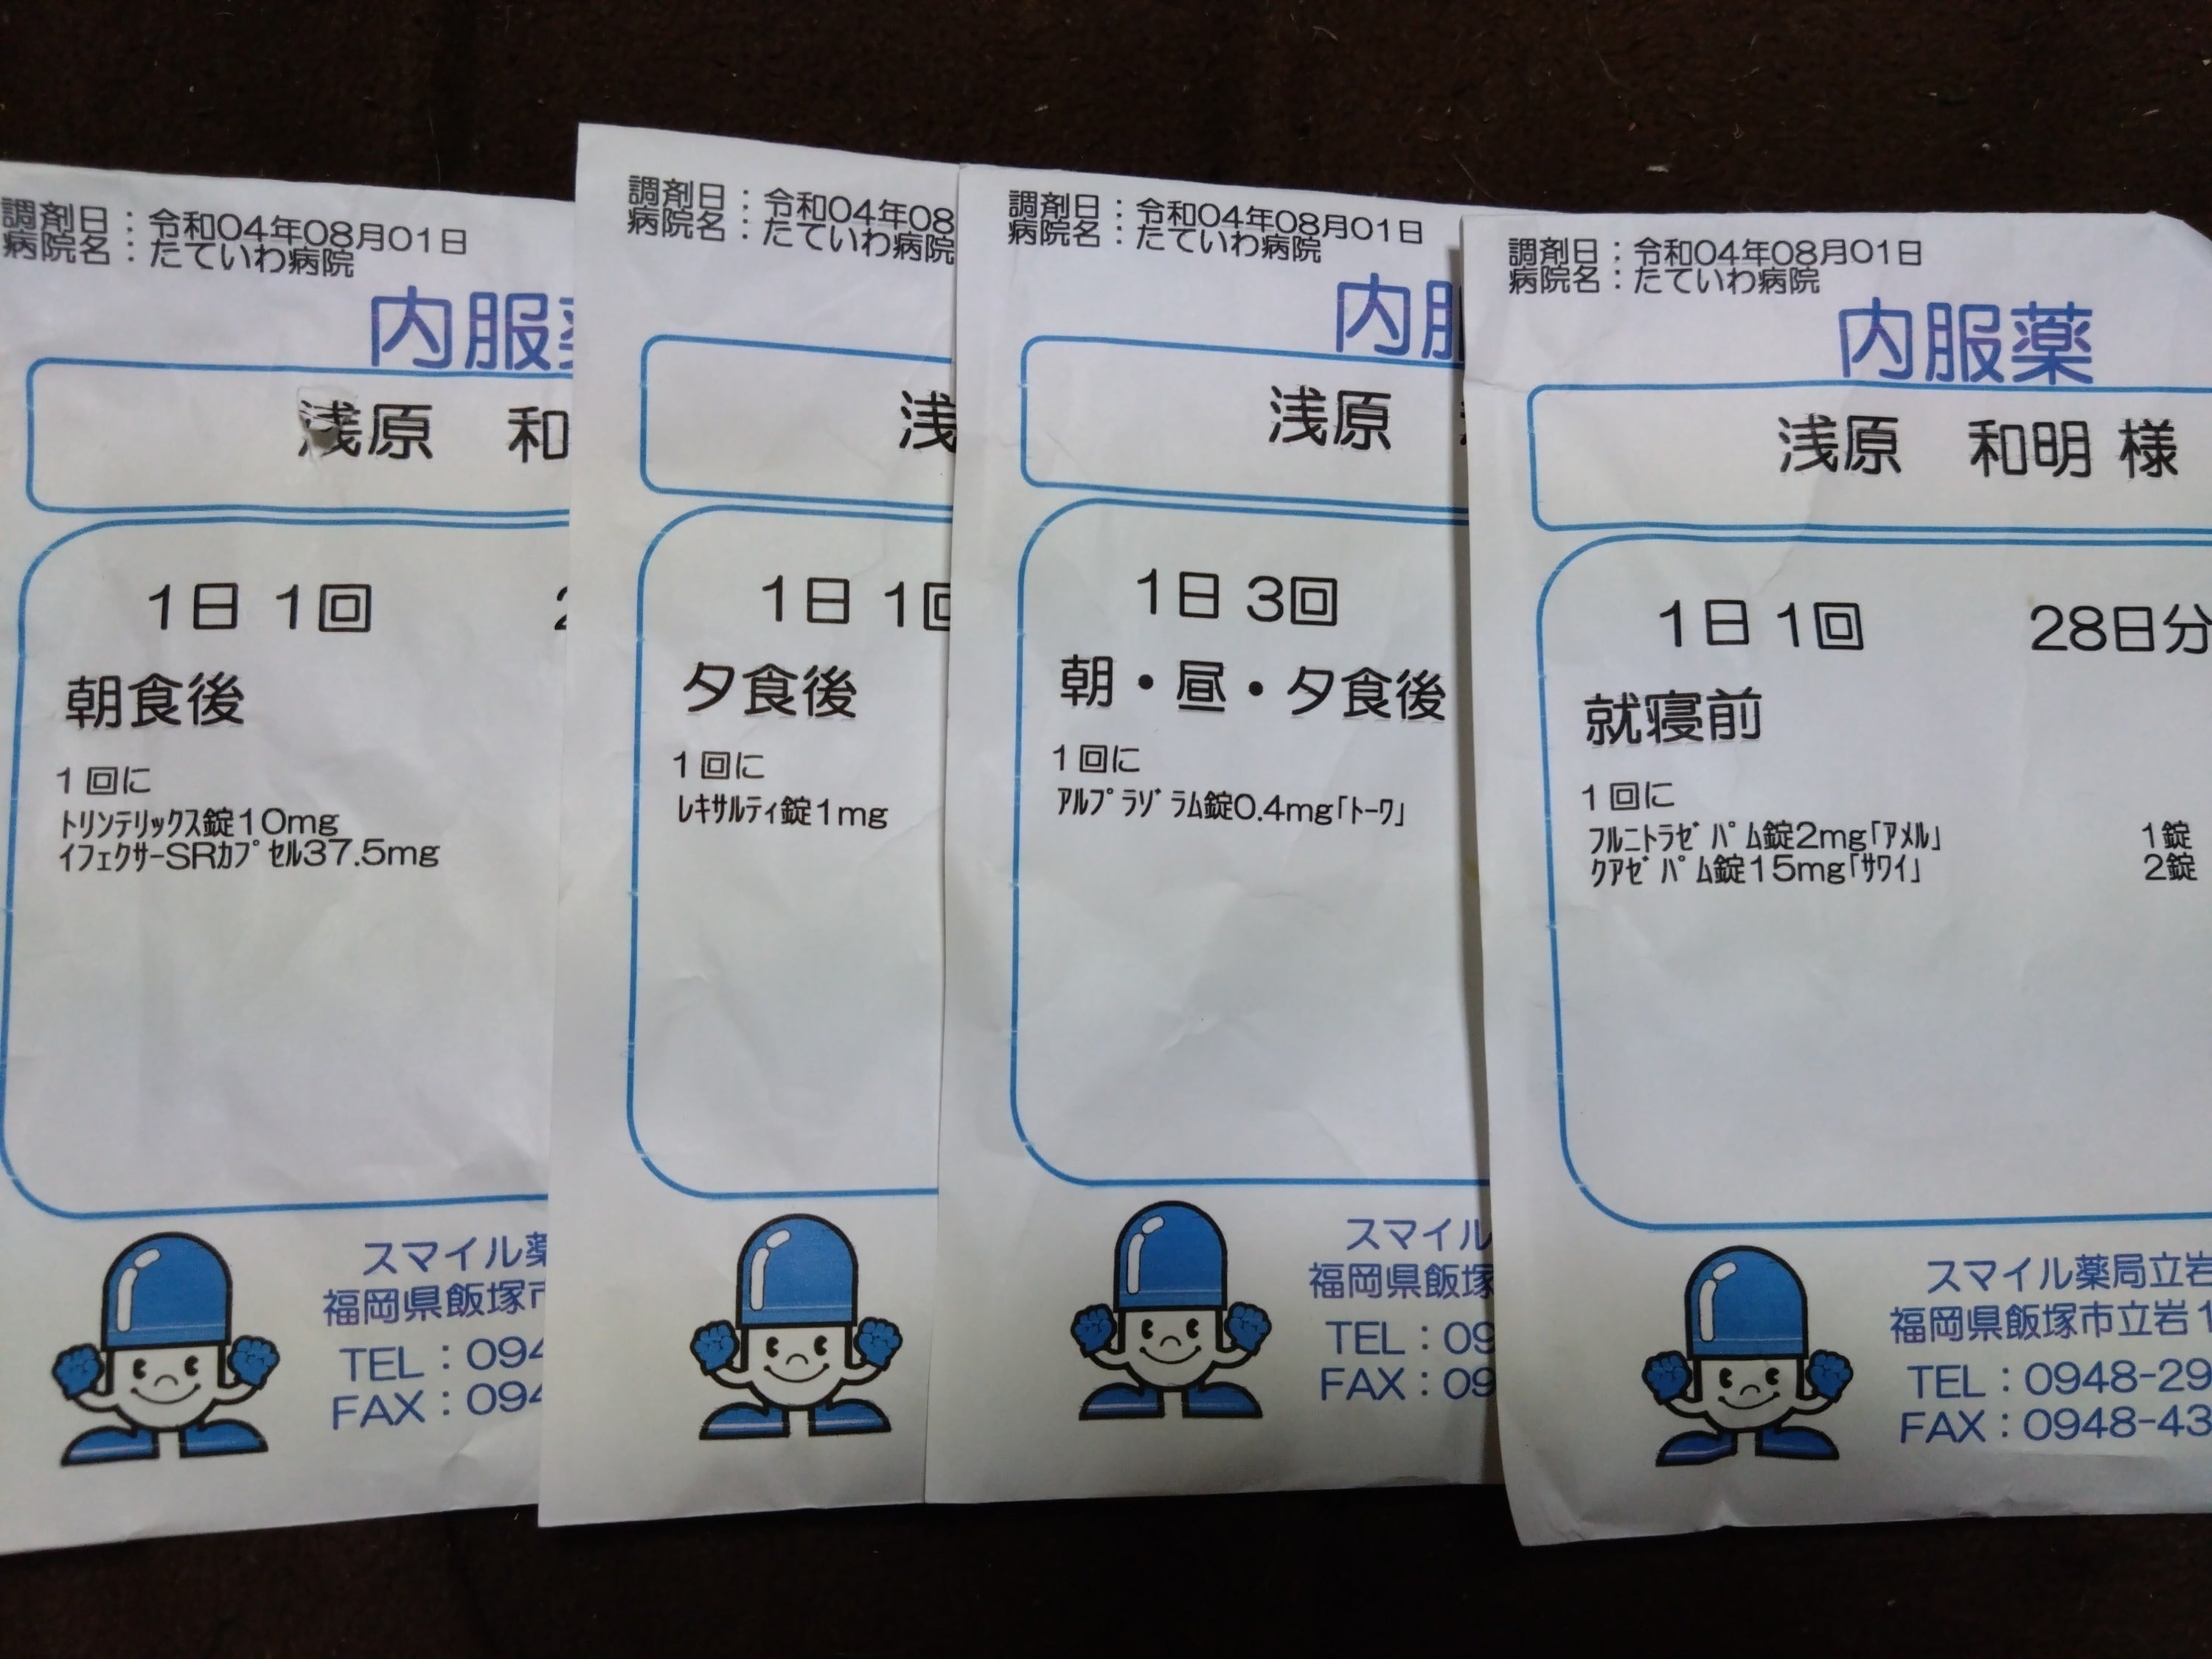 調剤日：令和04年08月01日
病院名：たていわ病院
内服
浅原　和
1日 1回
朝食後
1回に
ﾄﾘﾝﾃﾘｯｸｽ錠10mg
ｲﾌｪｸｻｰSRｶﾌﾟｾﾙ37.5mg
スマイル薬
福岡県飯塚市
TEL：094
FAX：094
調剤日：令和04年08
病院名：たていわ病院
浅
1日 1回
夕食後
1回に
ﾚｷｻﾙﾃｨ錠1mg
調剤日：令和04年08月01日
病院名：たていわ病院
内服
浅原
1日 3回
朝・昼・夕食後
1回に
ｱﾙﾌﾟﾗｿﾞﾗﾑ錠0.4mg｢ﾄｰﾜ｣
スマイル
福岡県飯塚
TEL：09
FAX：09
調剤日：令和04年08月01日
病院名：たていわ病院
内服薬
浅原　和明 様
1日 1回　28日分
就寝前
1回に
ﾌﾙﾆﾄﾗｾﾞﾊﾟﾑ錠2mg｢ｱﾒﾙ｣　1錠
ｸｱｾﾞﾊﾟﾑ錠15mg｢ｻﾜｲ｣　2錠
スマイル薬局立岩
福岡県飯塚市立岩1
TEL：0948-29
FAX：0948-43